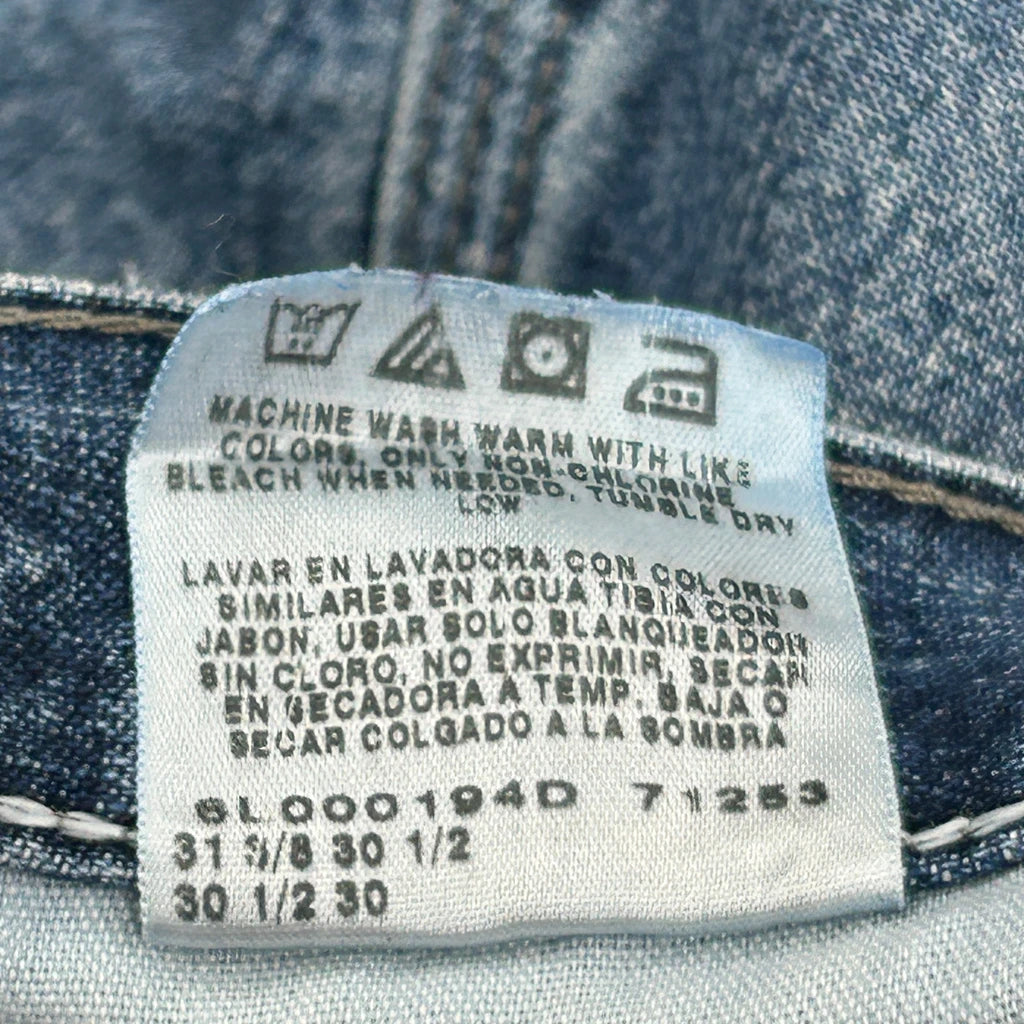 MACHINE WASH WARM WITH LIKE
COLORS, ONLY NON-CHLORINE
BLEACH WHEN NEEDED, TUMBLE DRY
LOW
LAVAR EN LAVADORA CON COLORES
SIMILARES EN AGUA TIBIA CON
JABON, USAR SOLO BLANQUEADOR
SIN CLORO, NO EXPRIMIR, SECAR
EN SECADORA A TEMP. BAJA O
SECAR COLGADO A LA SOMBRA
71253
30 1/2
30 1/2 30